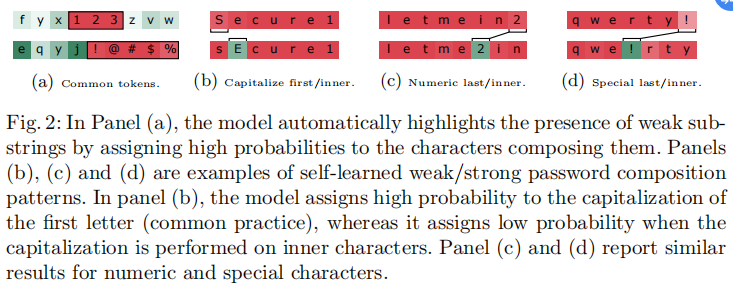 f y x 1 2 3 z v w S e c u r e 1 l e t m e i n 2 q w e r t y !
e q y j ! @ # $ % s E c u r e 1 l e t m e 2 i n q w e ! r t y
(a) Common tokens. (b) Capitalize first/inner. (c) Numeric last/inner. (d) Special last/inner.
Fig. 2: In Panel (a), the model automatically highlights the presence of weak sub-
strings by assigning high probabilities to the characters composing them. Panels
(b), (c) and (d) are examples of self-learned weak/strong password composition
patterns. In panel (b), the model assigns high probability to the capitalization of
the first letter (common practice), whereas it assigns low probability when the
capitalization is performed on inner characters. Panel (c) and (d) report similar
results for numeric and special characters.